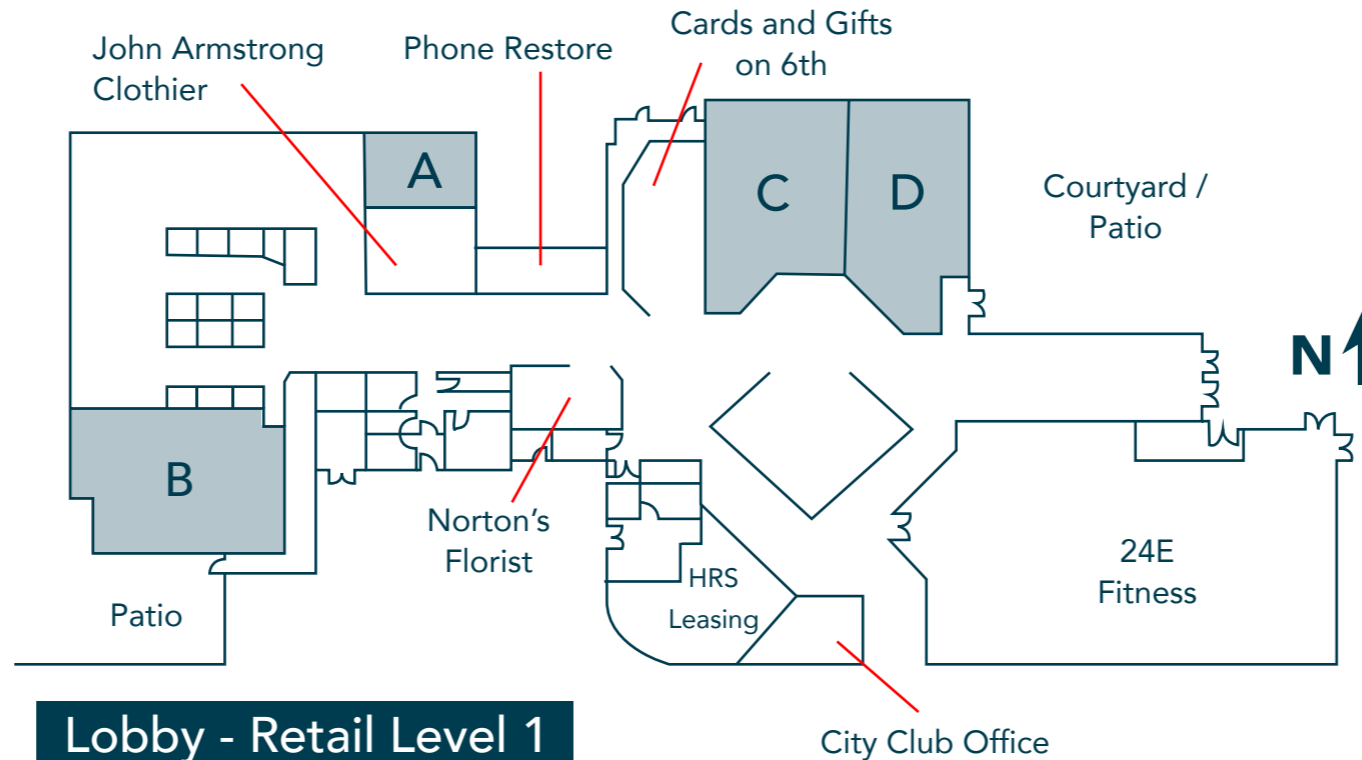 John Armstrong
Clothier
Phone Restore
Cards and Gifts
on 6th
A
C
D
Courtyard /
Patio
N
B
Norton's
Florist
24E
Fitness
HRS
Leasing
Patio
Lobby - Retail Level 1
City Club Office